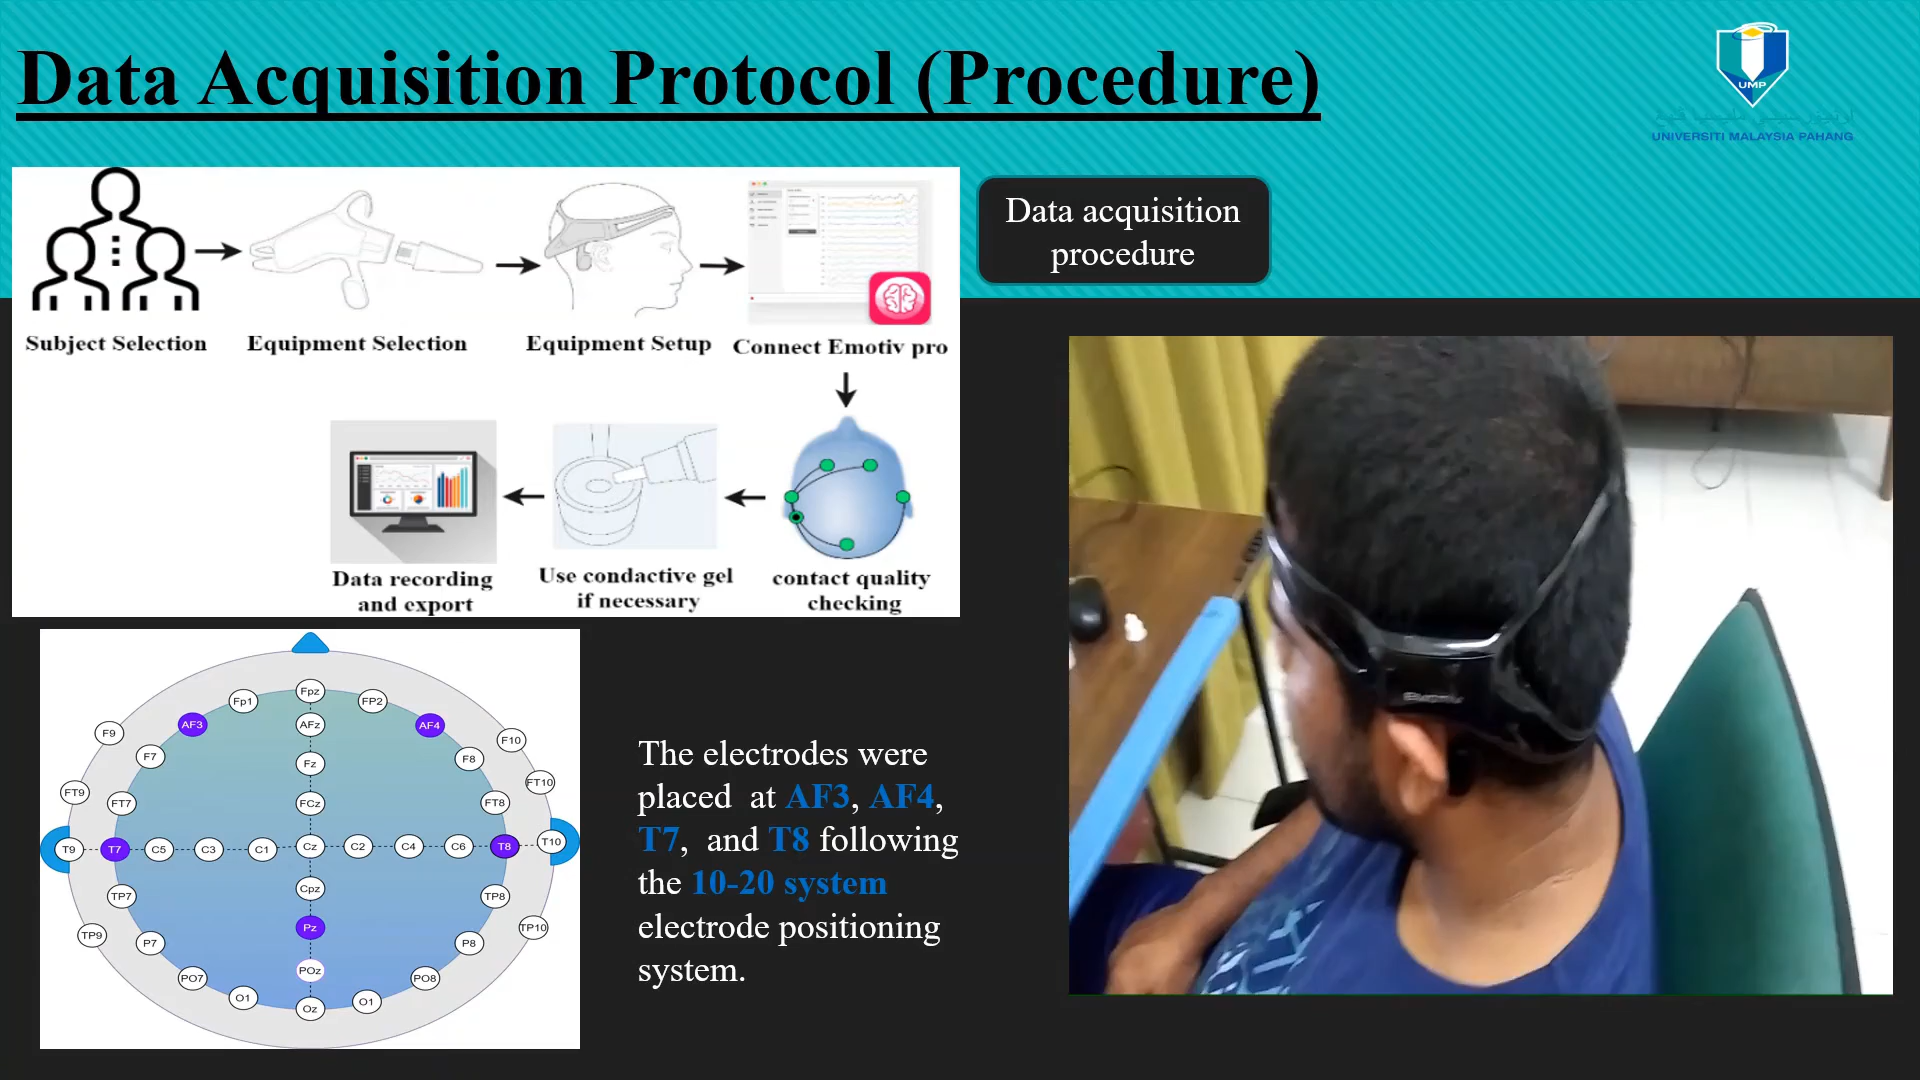 Data Acquisition Protocol (Procedure)
UMP
UNIVERSITI MALAYSIA PAHANG
Data acquisition
procedure
Subject Selection
Equipment Selection
Equipment Setup
Connect Emotiv pro
Data recording
and export
Use condactive gel
if necessary
contact quality
checking
Fpz
Fp1
FP2
AF3
AFz
AF4
F9
F10
F7
Fz
F8
FT9
FT10
FT7
FCz
FT8
T9
T7
C5
C3
C1
Cz
C2
C4
C6
T8
T10
TP7
Cpz
TP8
TP9
Pz
TP10
P7
P8
PO7
POz
PO8
O1
Oz
O1
The electrodes were
placed at AF3, AF4,
T7, and T8 following
the 10-20 system
electrode positioning
system.